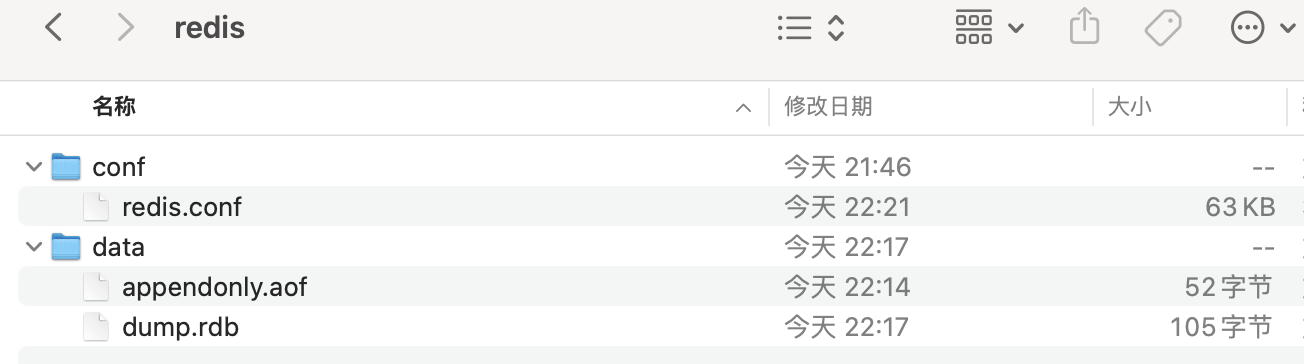 redis
名称 修改日期 大小
conf 今天 21:46 --
redis.conf 今天 22:21 63 KB
data 今天 22:17 --
appendonly.aof 今天 22:14 52 字节
dump.rdb 今天 22:17 105 字节